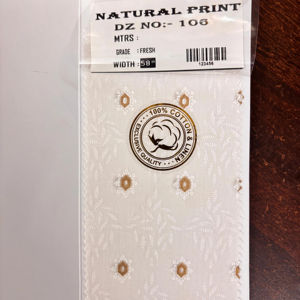 NATURAL PRINT
DZ NO:- 106
MTRS :
GRADE : FRESH
WIDTH : 58"
123456
100% COTTON & LINEN
EXCLUSIVE QUALITY